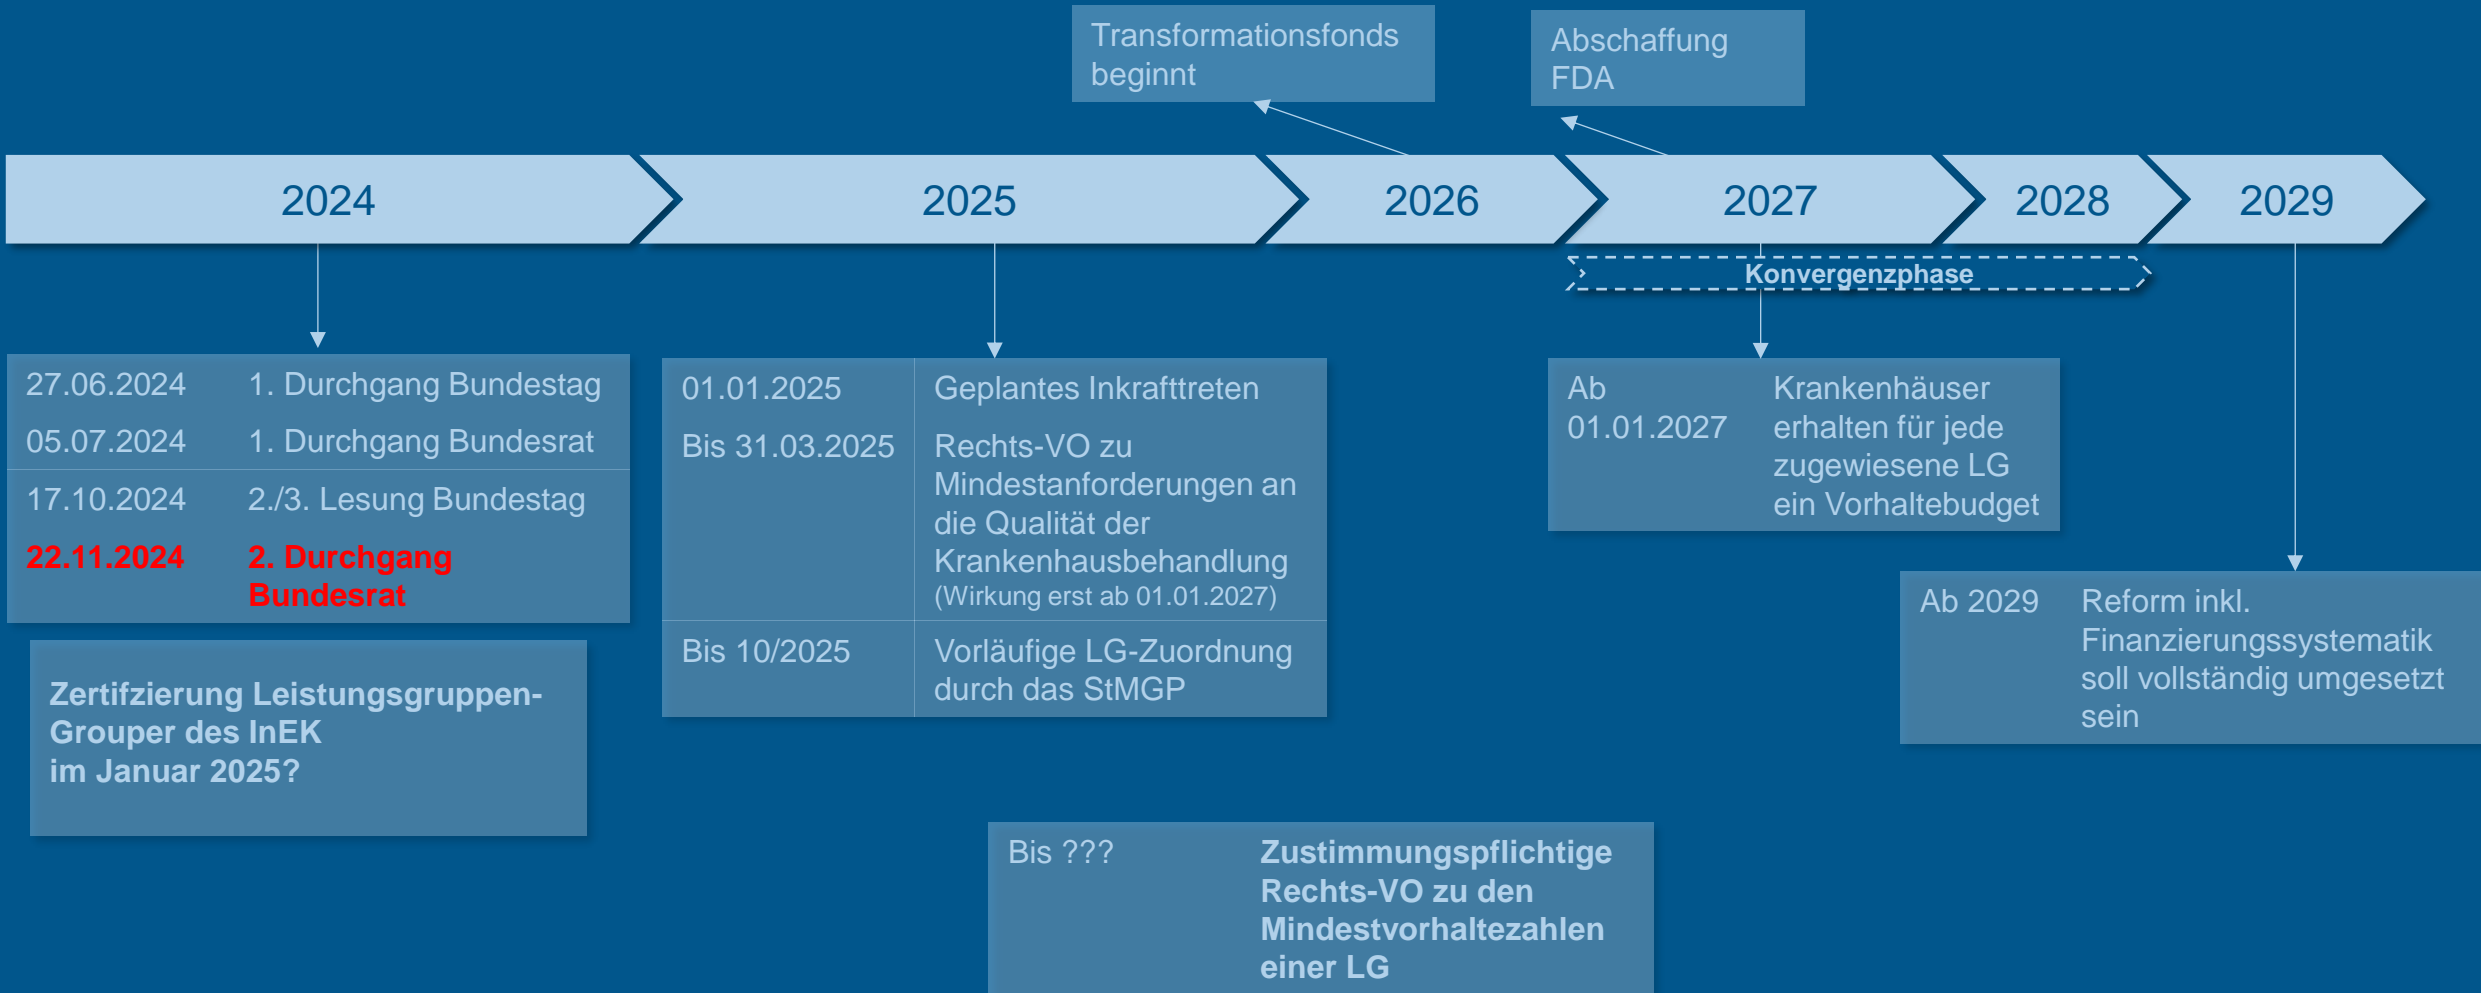 Transformationsfonds
beginnt
Abschaffung
FDA
2024
2025
2026
2027
2028
2029
Konvergenzphase
27.06.2024 1. Durchgang Bundestag
05.07.2024 1. Durchgang Bundesrat
17.10.2024 2./3. Lesung Bundestag
22.11.2024 2. Durchgang
Bundesrat
Zertifzierung Leistungsgruppen-
Grouper des InEK
im Januar 2025?
01.01.2025 Geplantes Inkrafttreten
Bis 31.03.2025 Rechts-VO zu
Mindestanforderungen an
die Qualität der
Krankenhausbehandlung
(Wirkung erst ab 01.01.2027)
Bis 10/2025 Vorläufige LG-Zuordnung
durch das StMGP
Ab Krankenhäuser
01.01.2027 erhalten für jede
zugewiesene LG
ein Vorhaltebudget
Ab 2029 Reform inkl.
Finanzierungssystematik
soll vollständig umgesetzt
sein
Bis ??? Zustimmungspflichtige
Rechts-VO zu den
Mindestvorhaltezahlen
einer LG